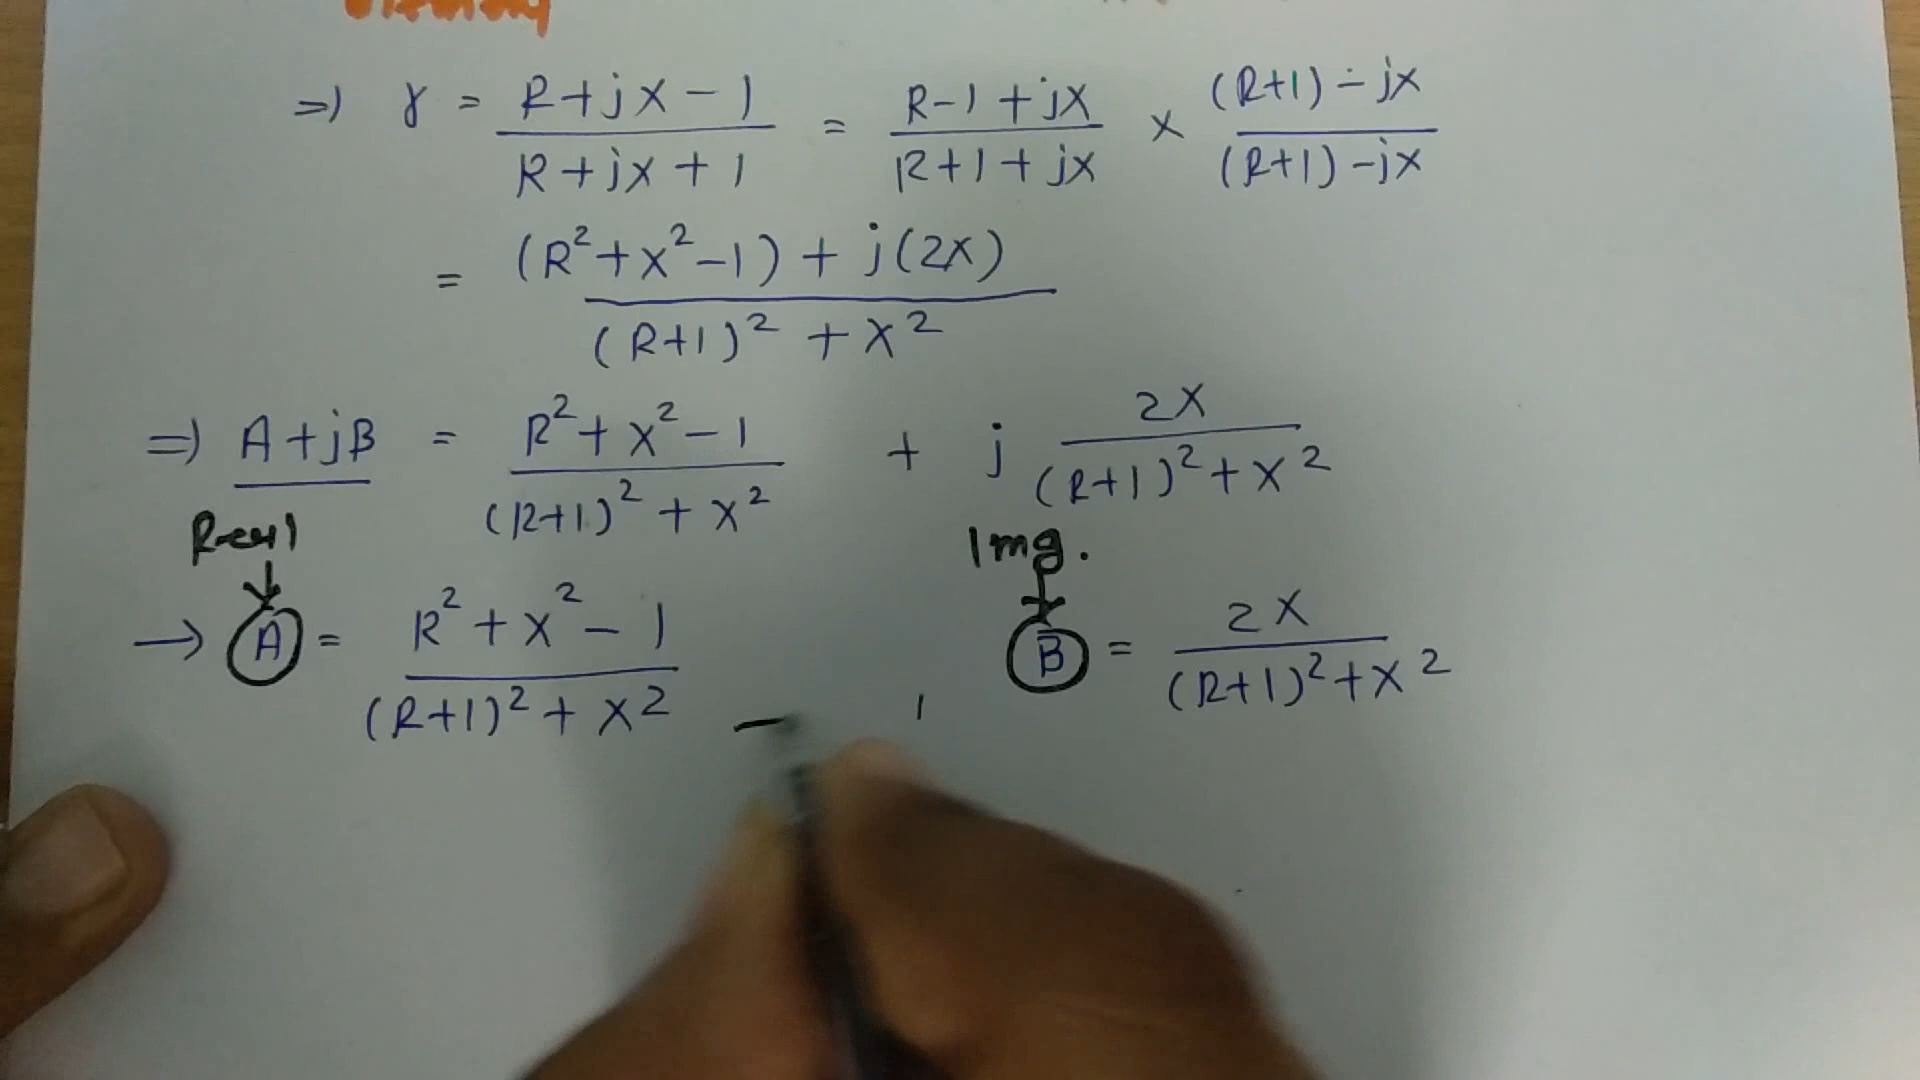 => γ = R+jX-1 / R+jX+1 = R-1+jX / R+1+jX × (R+1)-jX / (R+1)-jX
= (R²+X²-1) + j(2X) / (R+1)² + X²
=> A+jB = R²+X²-1 / (R+1)² + X² + j 2X / (R+1)²+X²
Real Img.
→ A = R²+X²-1 / (R+1)²+X² , B = 2X / (R+1)²+X²